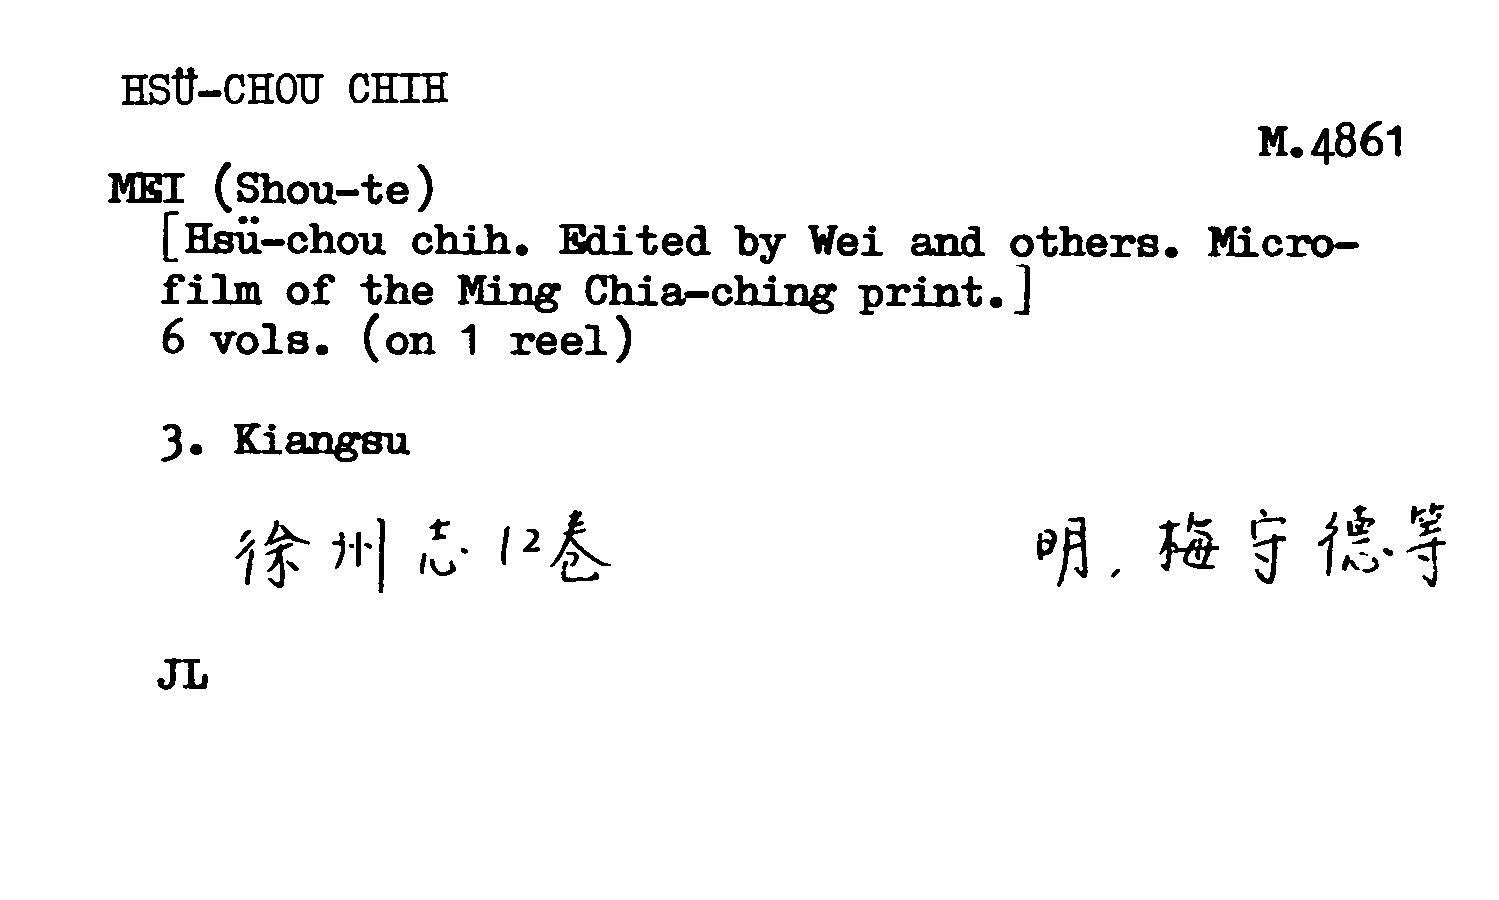 HSÜ-CHOU CHIH
M.4861
MEI (Shou-te)
[Hsü-chou chih. Edited by Wei and others. Micro-
film of the Ming Chia-ching print.]
6 vols. (on 1 reel)
3. Kiangsu
徐州志12卷 明, 梅守德等
JL